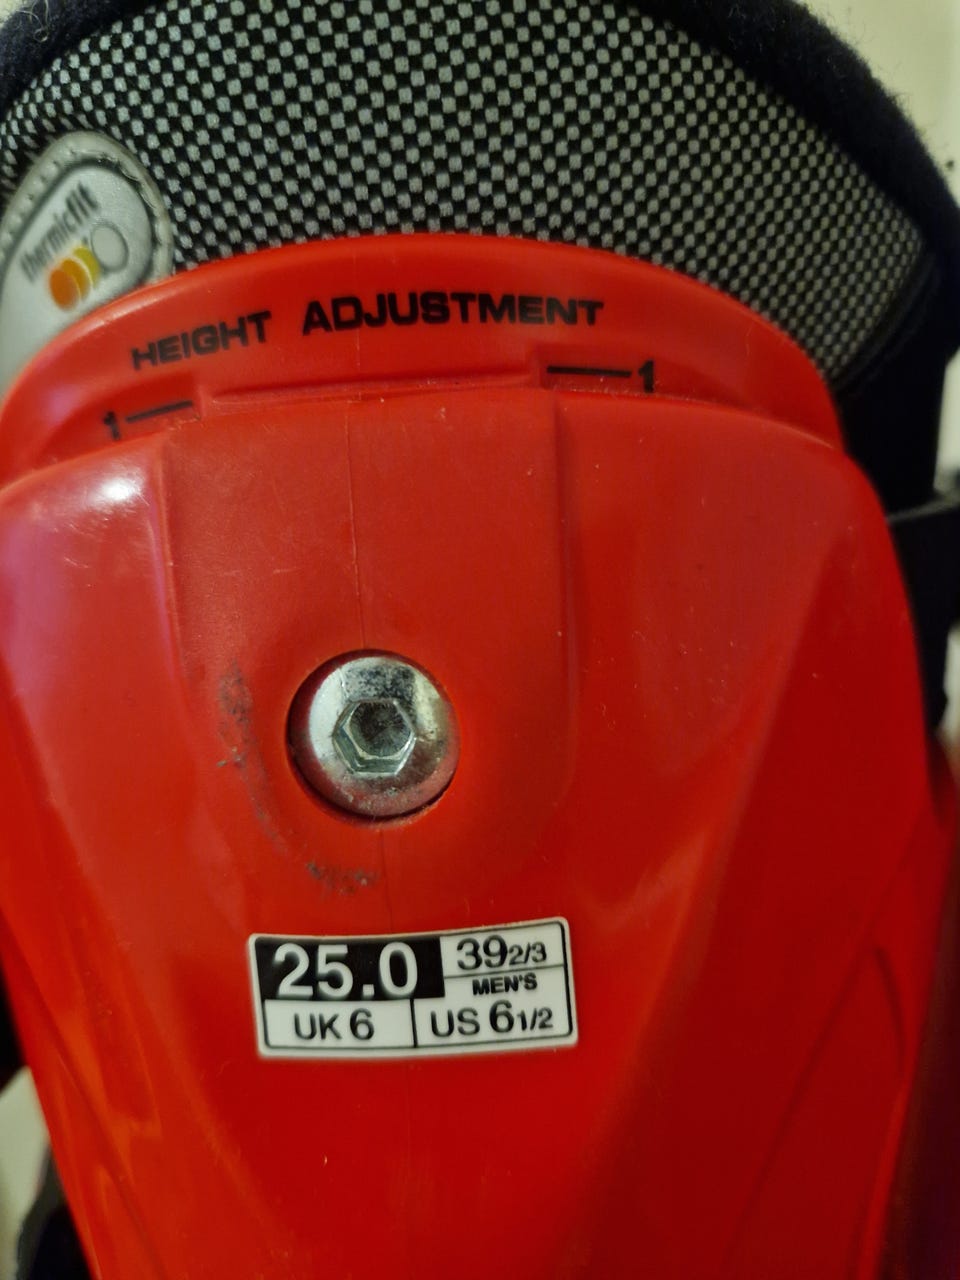 thermicfit
HEIGHT ADJUSTMENT
1 1
25.0 39 2/3
MEN'S
UK 6 US 6 1/2